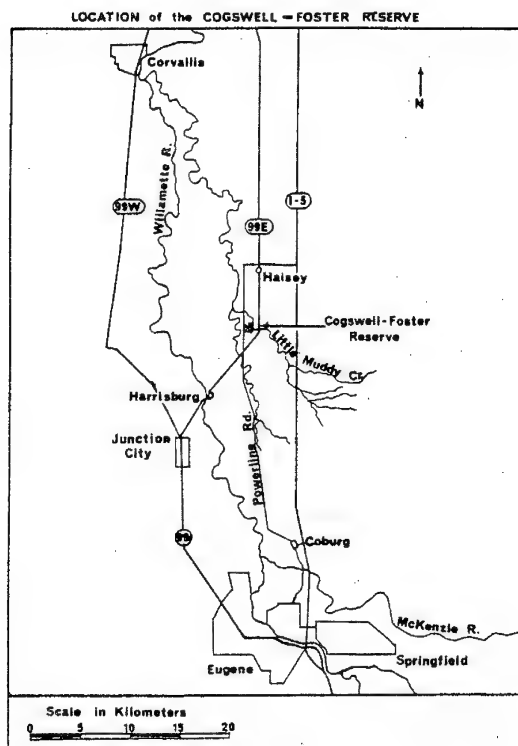 LOCATION of the COGSWELL – FOSTER RESERVE
Corvallis
N
Willamette R.
99W
99E
I-5
Halsey
Cogswell-Foster
Reserve
Little Muddy Cr.
Harrisburg
Junction
City
Powerline Rd.
99
Coburg
McKenzie R.
Eugene
Springfield
Scale in Kilometers
0 5 10 15 20